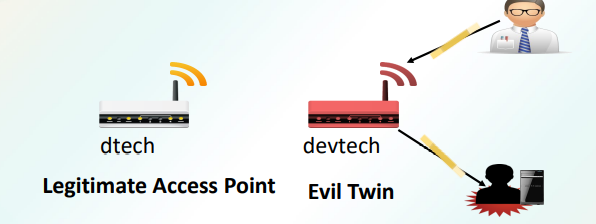 dtech
devtech
Legitimate Access Point
Evil Twin